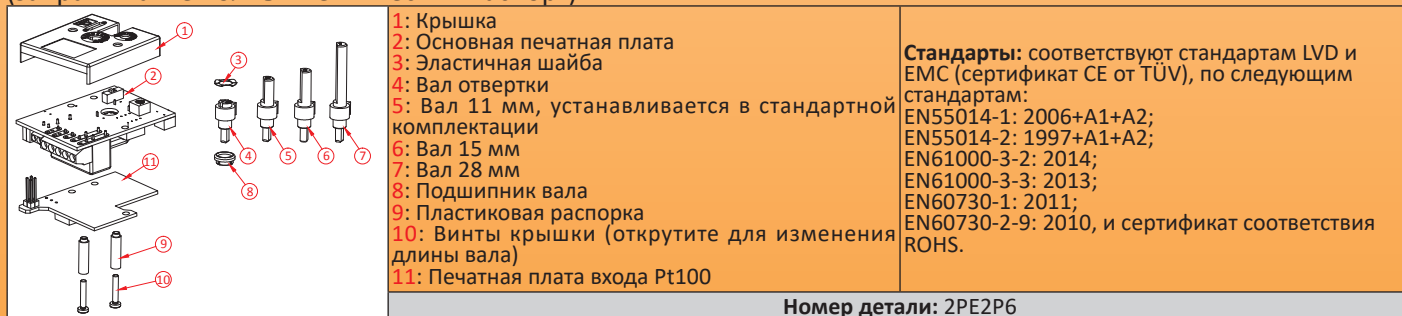 1
2
3
4
5
6
7
8
9
10
11
1: Крышка
2: Основная печатная плата
3: Эластичная шайба
4: Вал отвертки
5: Вал 11 мм, устанавливается в стандартной
комплектации
6: Вал 15 мм
7: Вал 28 мм
8: Подшипник вала
9: Пластиковая распорка
10: Винты крышки (открутите для изменения
длины вала)
11: Печатная плата входа Pt100
Стандарты: соответствуют стандартам LVD и
EMC (сертификат CE от TÜV), по следующим
стандартам:
EN55014-1: 2006+A1+A2;
EN55014-2: 1997+A1+A2;
EN61000-3-2: 2014;
EN61000-3-3: 2013;
EN60730-1: 2011;
EN60730-2-9: 2010, и сертификат соответствия
ROHS.
Номер детали: 2PE2P6